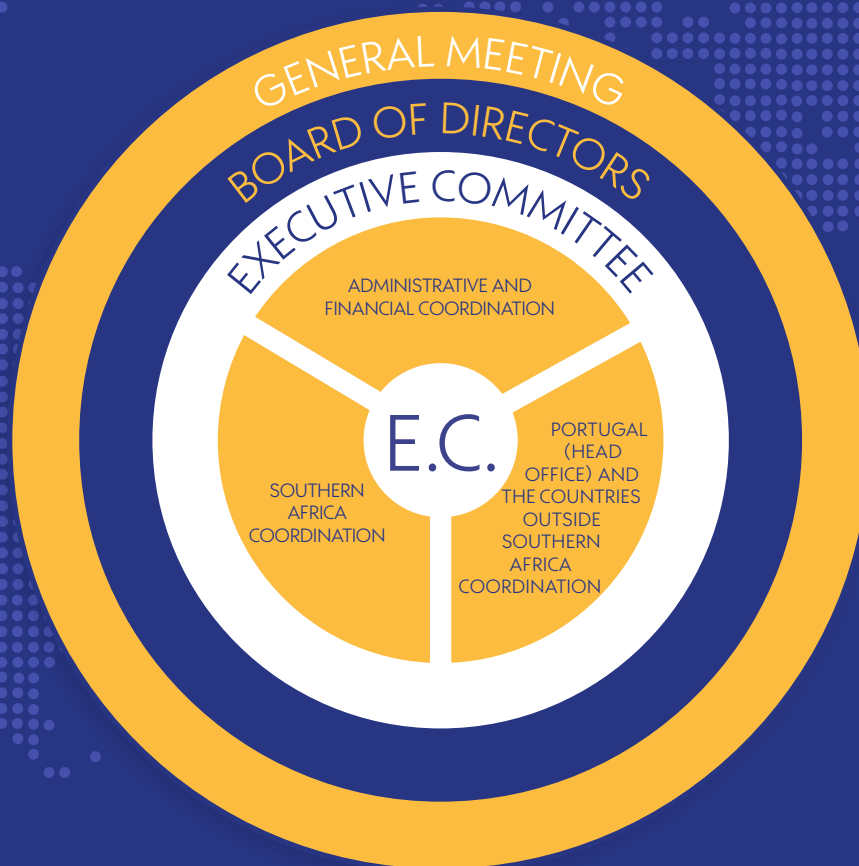 GENERAL MEETING
BOARD OF DIRECTORS
EXECUTIVE COMMITTEE
ADMINISTRATIVE AND
FINANCIAL COORDINATION
E.C.
SOUTHERN
AFRICA
COORDINATION
PORTUGAL
(HEAD
OFFICE) AND
THE COUNTRIES
OUTSIDE
SOUTHERN
AFRICA
COORDINATION